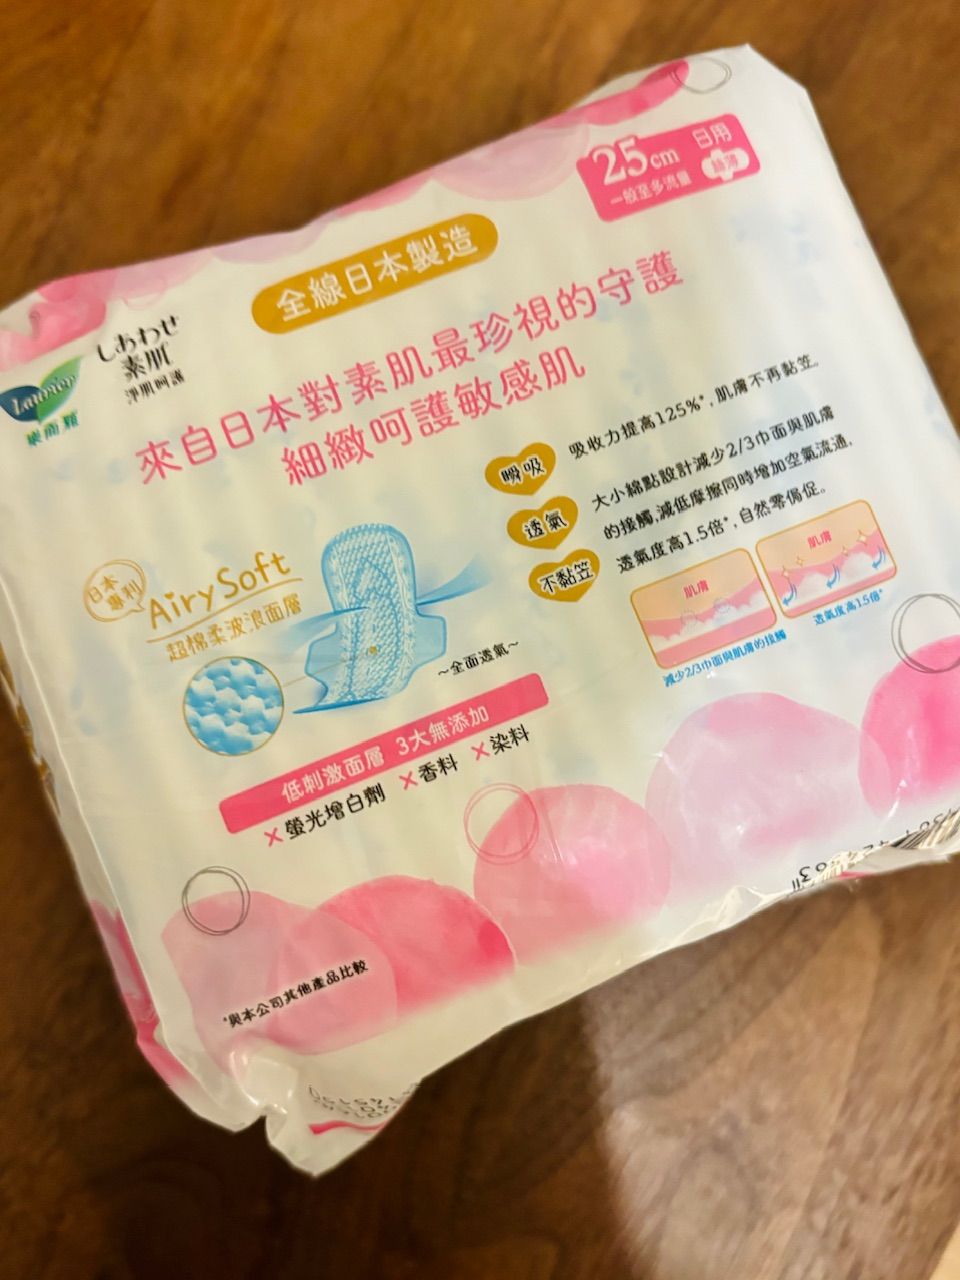 25cm
日用
一般至多流量
絲薄
全線日本製造
Laurier
樂而雅
しあわせ
素肌
淨肌呵護
來自日本對素肌最珍視的守護
細緻呵護敏感肌
瞬吸
吸收力提高125%*,肌膚不再黏笠。
透氣
大小綿點設計減少2/3巾面與肌膚
的接觸,減低摩擦同時增加空氣流通,
不黏笠
透氣度高1.5倍*,自然零侷促。
日本
專利
Airy Soft
超棉柔波浪面層
~全面透氣~
肌膚
減少2/3巾面與肌膚的接觸
肌膚
透氣度高1.5倍*
低刺激面層 3大無添加
×螢光增白劑 ×香料 ×染料
*與本公司其他產品比較